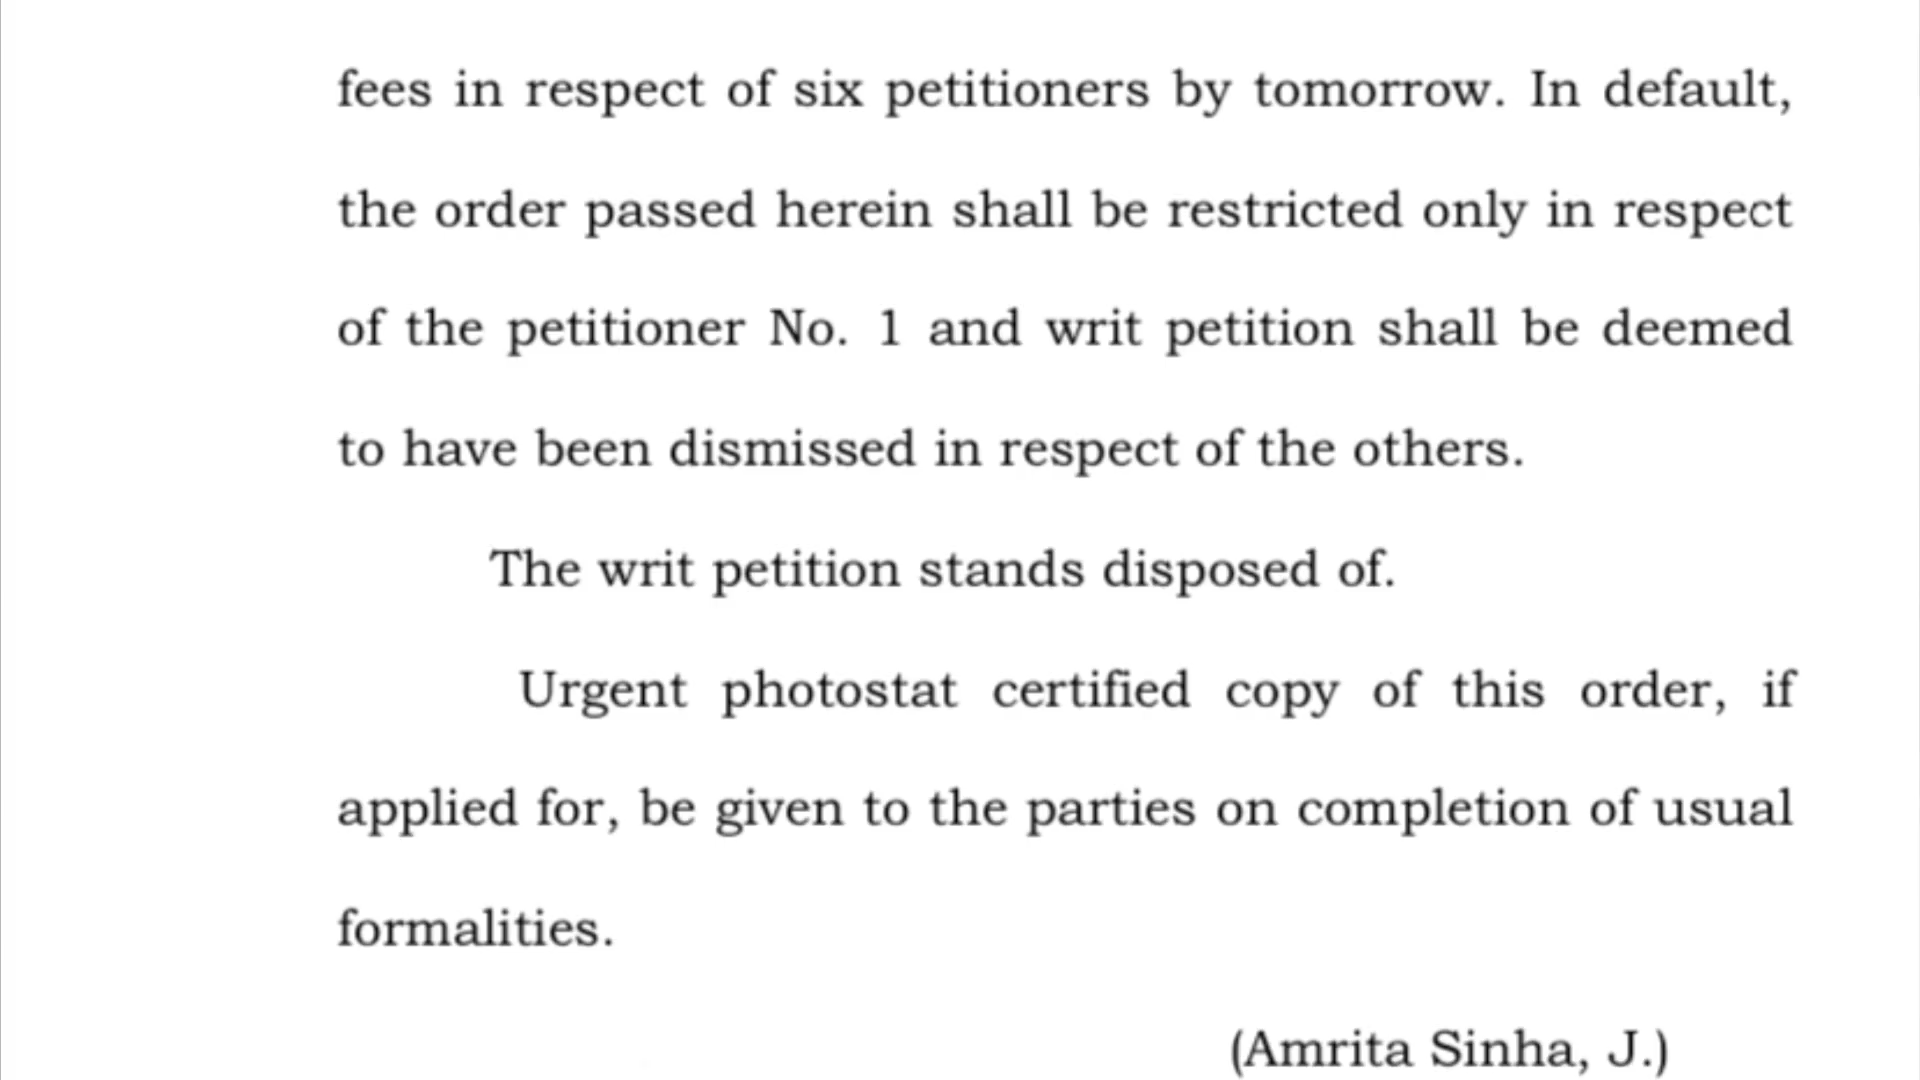 fees in respect of six petitioners by tomorrow. In default,
the order passed herein shall be restricted only in respect
of the petitioner No. 1 and writ petition shall be deemed
to have been dismissed in respect of the others.
The writ petition stands disposed of.
Urgent photostat certified copy of this order, if
applied for, be given to the parties on completion of usual
formalities.
(Amrita Sinha, J.)